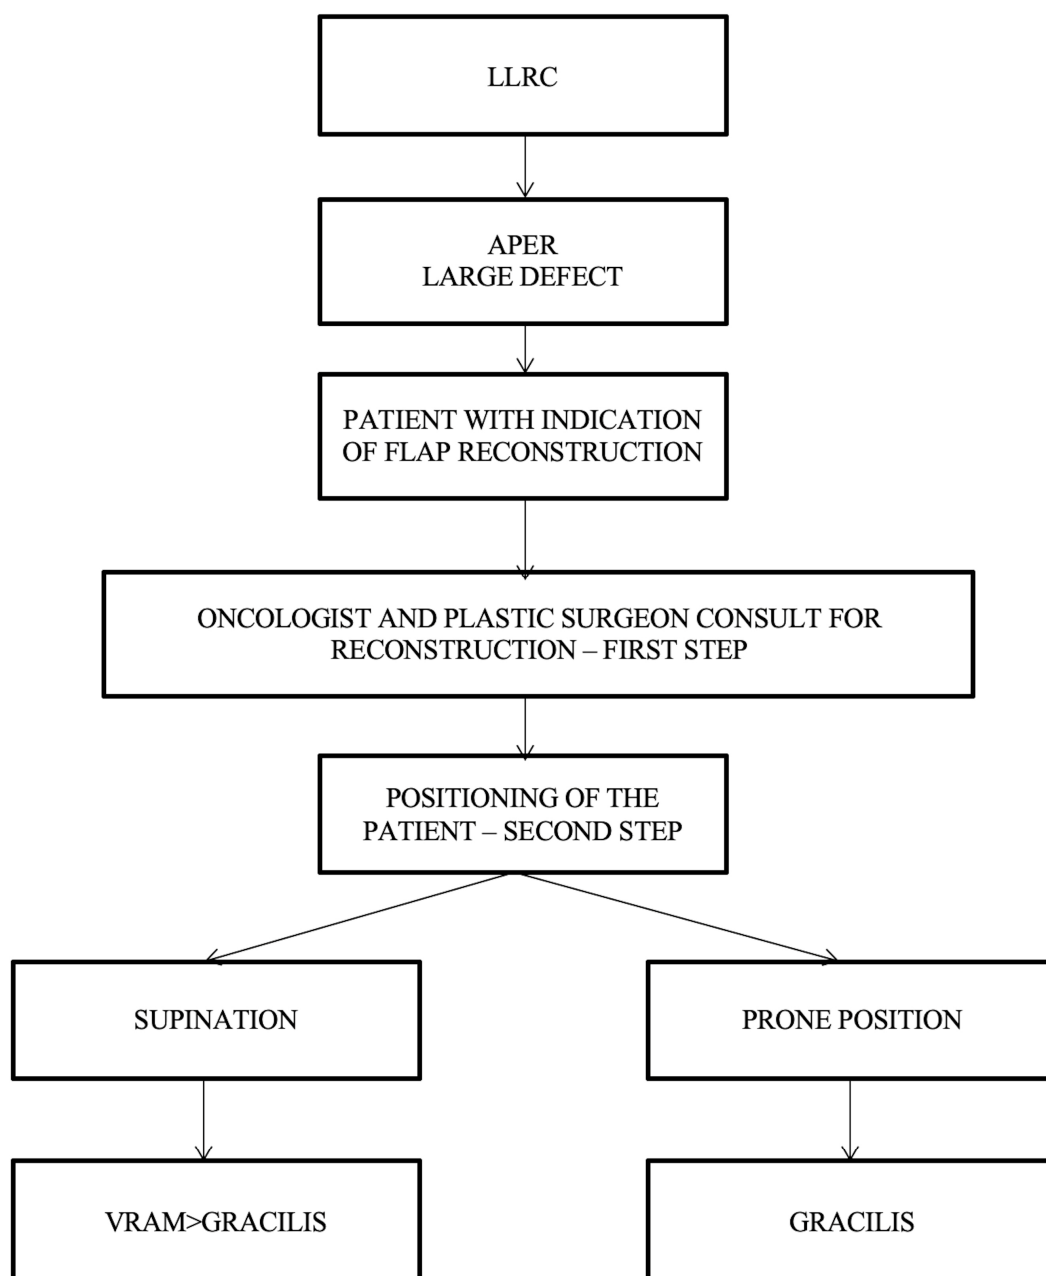 LLRC
APER
LARGE DEFECT
PATIENT WITH INDICATION
OF FLAP RECONSTRUCTION
ONCOLOGIST AND PLASTIC SURGEON CONSULT FOR
RECONSTRUCTION – FIRST STEP
POSITIONING OF THE
PATIENT – SECOND STEP
SUPINATION
PRONE POSITION
VRAM>GRACILIS
GRACILIS